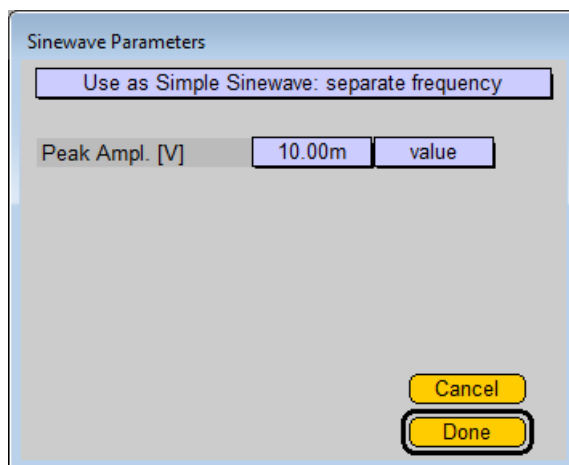 Sinewave Parameters
Use as Simple Sinewave: separate frequency
Peak Ampl. [V] 10.00m value
Cancel
Done